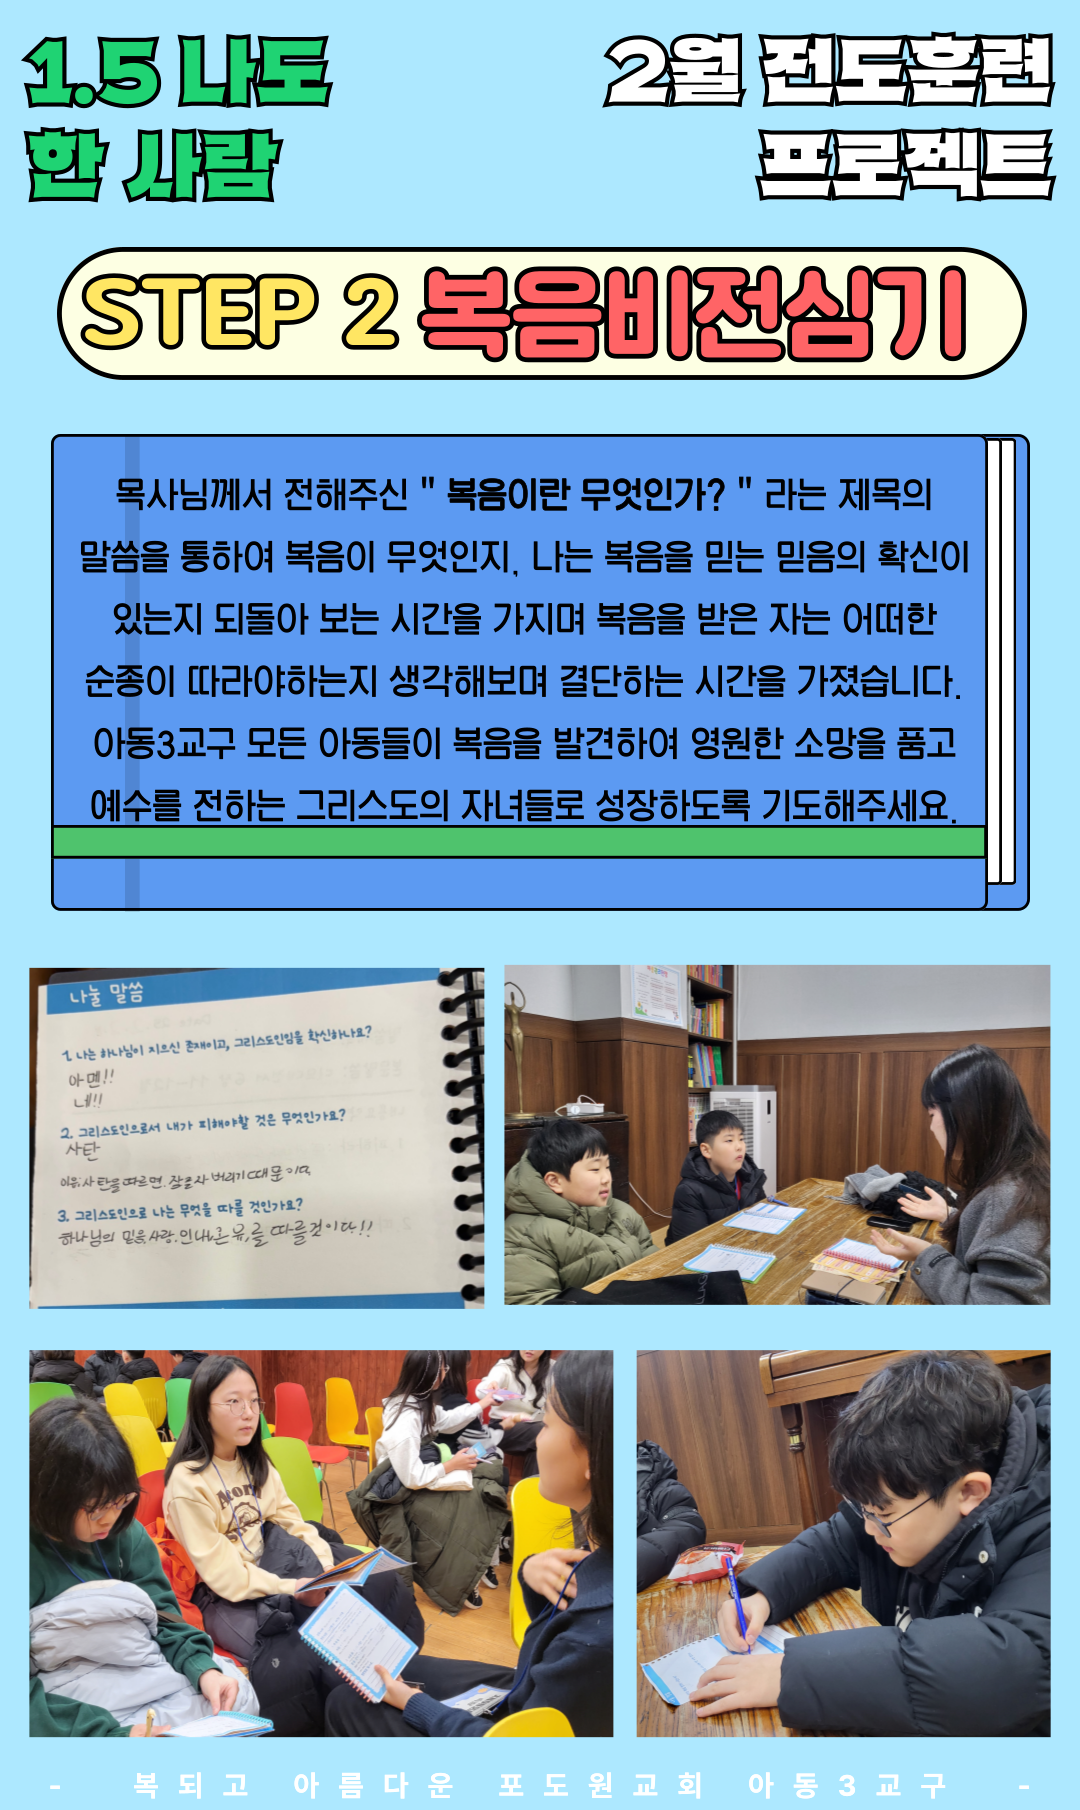 1.5 나도
한 사람
2월 전도훈련
프로젝트
STEP 2 복음비전심기
목사님께서 전해주신 " 복음이란 무엇인가? " 라는 제목의
말씀을 통하여 복음이 무엇인지, 나는 복음을 믿는 믿음의 확신이
있는지 되돌아 보는 시간을 가지며 복음을 받은 자는 어떠한
순종이 따라야하는지 생각해보며 결단하는 시간을 가졌습니다.
아동3교구 모든 아동들이 복음을 발견하여 영원한 소망을 품고
예수를 전하는 그리스도의 자녀들로 성장하도록 기도해주세요.
나눌 말씀
1. 나는 하나님이 지으신 존재이고, 그리스도인임을 확신하나요?
아멘!!
네!!
2. 그리스도인으로서 내가 피해야할 것은 무엇인가요?
사탄
이유: 사탄을 따르면. 잡혀가 버리기 때문이다
3. 그리스도인으로 나는 무엇을 따를 것인가요?
하나님의 믿음, 사랑, 인내, 을 따를것이다!!
- 복되고 아름다운 포도원교회 아동3교구 -